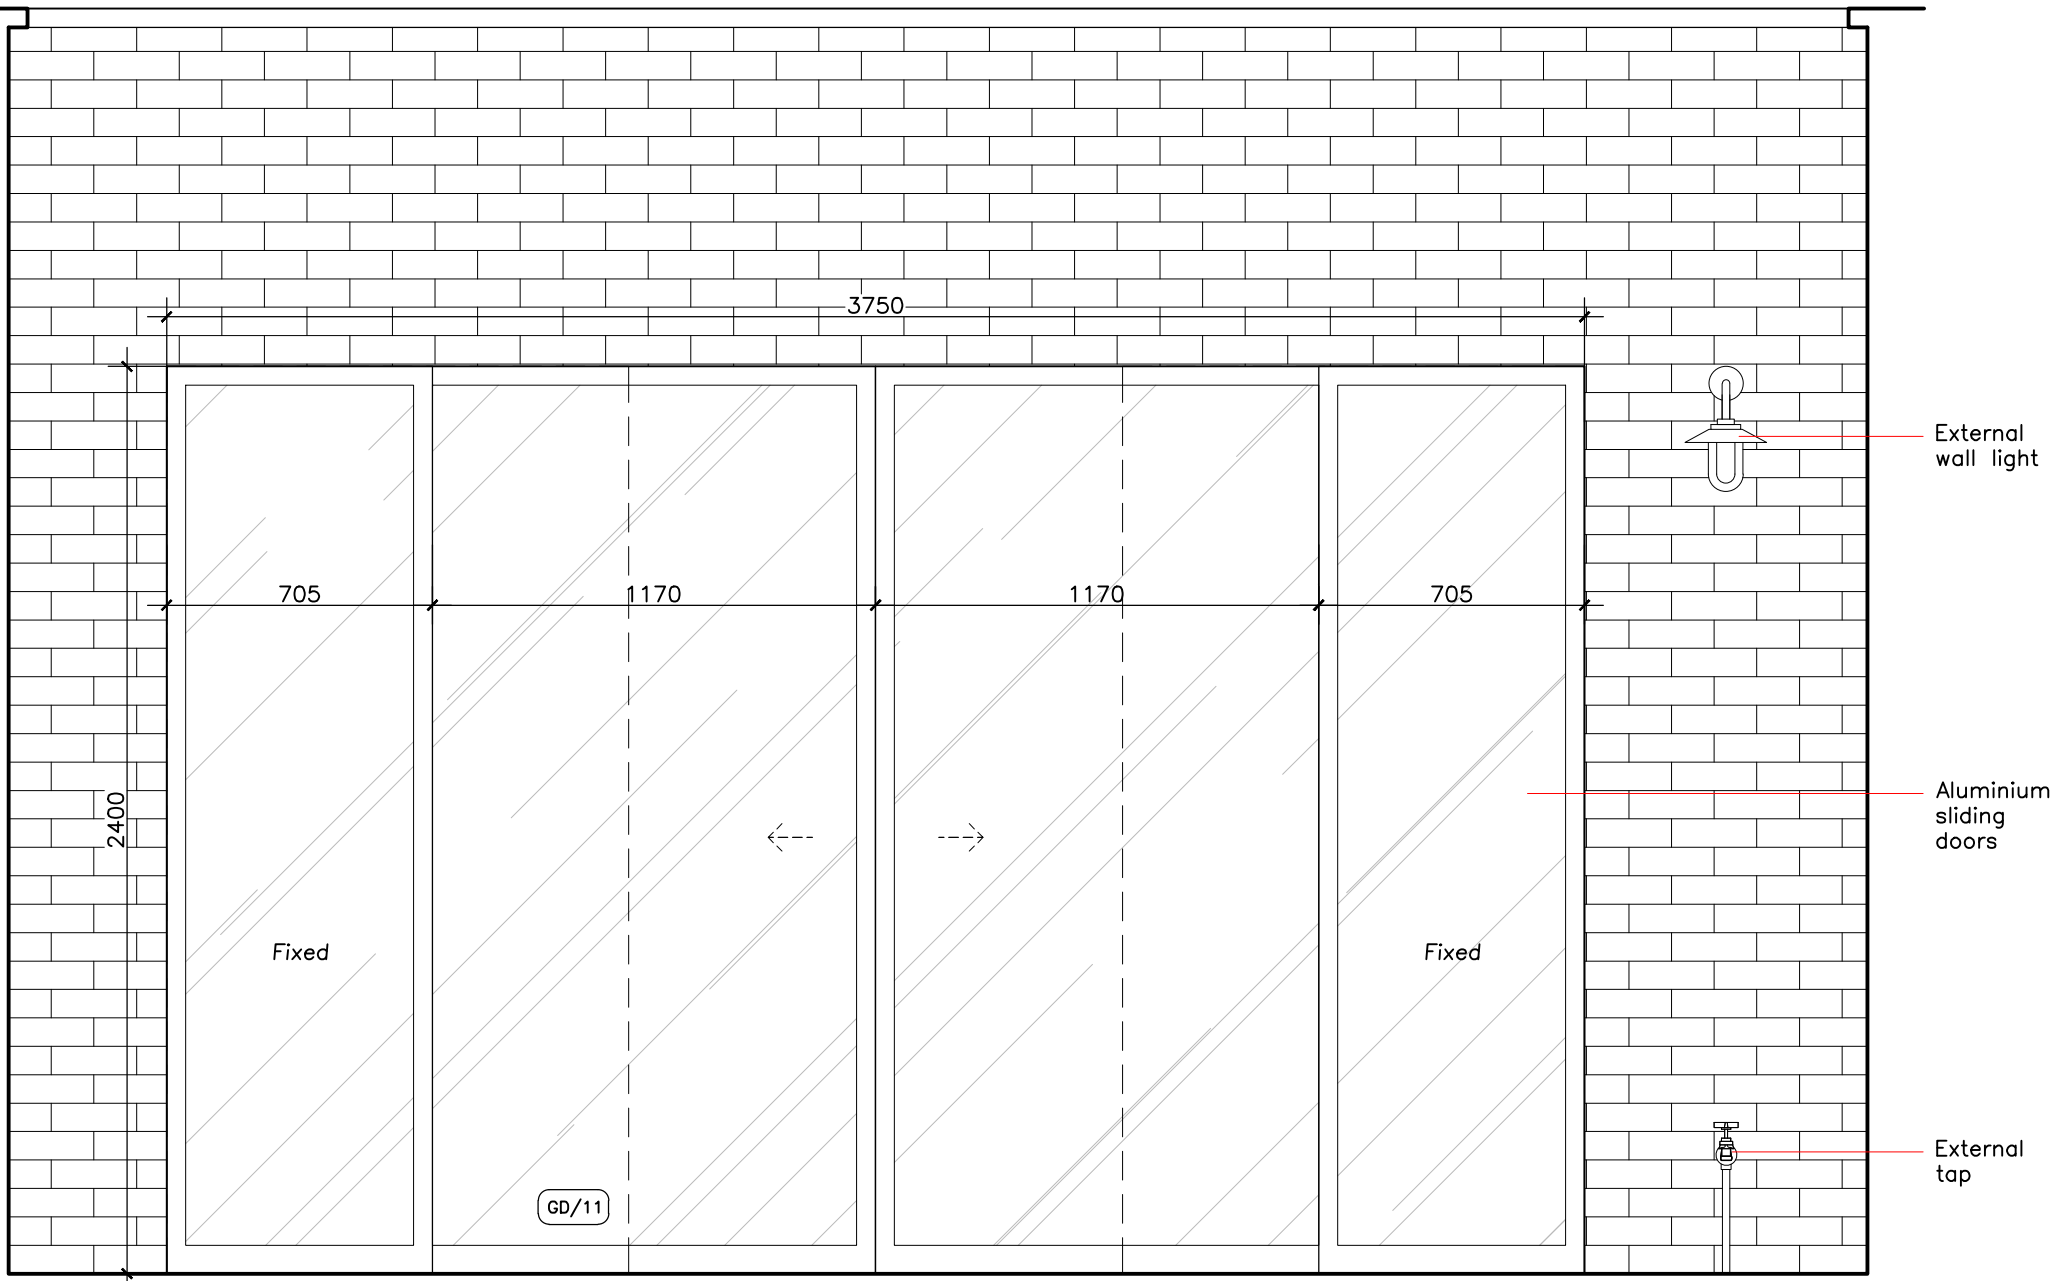 3750
External
wall light
705
1170
1170
705
Aluminium
sliding
doors
2400
Fixed
Fixed
External
tap
GD/11